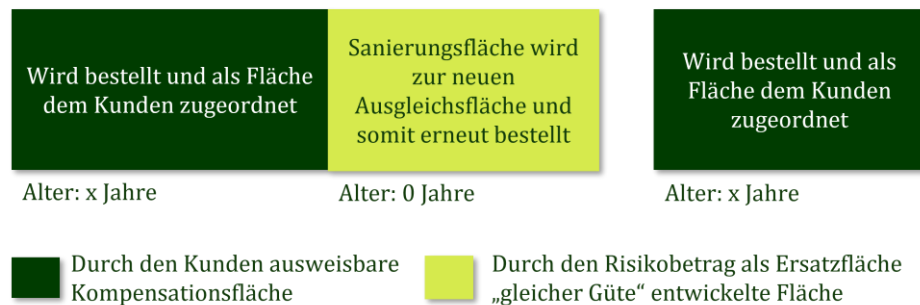 Wird bestellt und als Fläche
dem Kunden zugeordnet
Sanierungsfläche wird
zur neuen
Ausgleichsfläche und
somit erneut bestellt
Wird bestellt und als
Fläche dem Kunden
zugeordnet
Alter: x Jahre
Alter: 0 Jahre
Alter: x Jahre
Durch den Kunden ausweisbare
Kompensationsfläche
Durch den Risikobetrag als Ersatzfläche
„gleicher Güte“ entwickelte Fläche